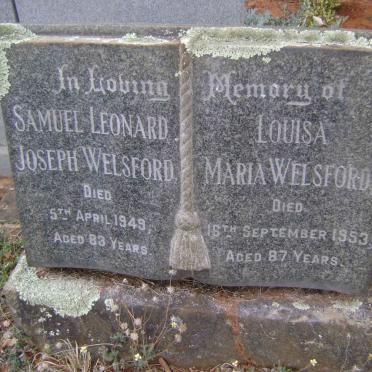 In Loving Memory of
Samuel Leonard
Joseph Welsford
Died
5th April 1949,
Aged 83 Years.
Louisa
Maria Welsford
Died
16th September 1953,
Aged 87 Years.